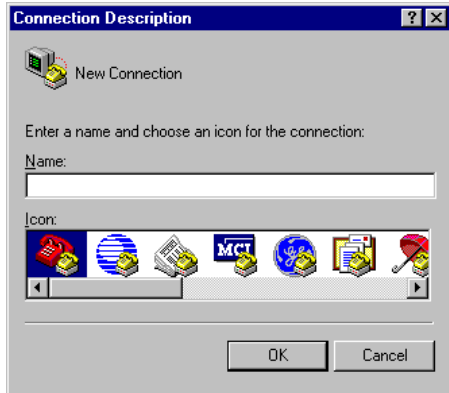 Connection Description
New Connection
Enter a name and choose an icon for the connection:
Name:
Icon:
MCI
OK
Cancel